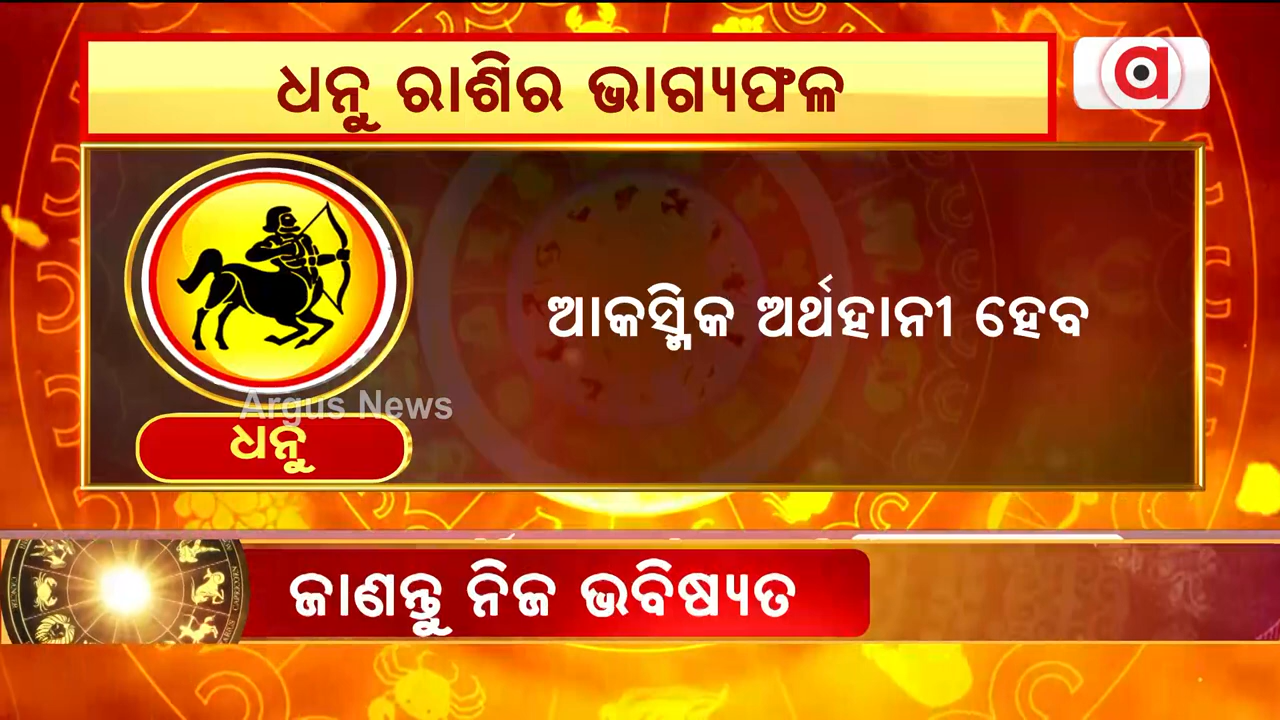 ଧନୁ ରାଶିର ଭାଗ୍ୟଫଳ
a
ଆକସ୍ମିକ ଅର୍ଥହାନୀ ହେବ
Argus News
ଧନୁ
ଜାଣନ୍ତୁ ନିଜ ଭବିଷ୍ୟତ